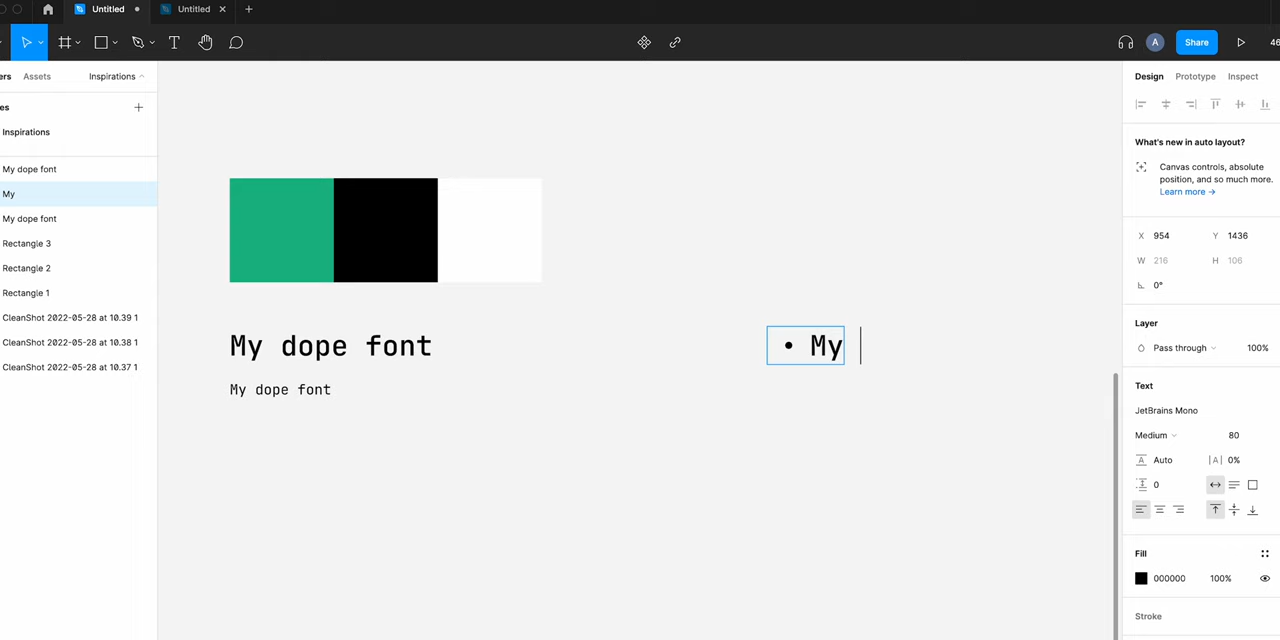 Untitled
Untitled
A
Share
46
ers
Assets
Inspirations
es
Inspirations
My dope font
My
My dope font
Rectangle 3
Rectangle 2
Rectangle 1
CleanShot 2022-05-28 at 10.39 1
CleanShot 2022-05-28 at 10.38 1
CleanShot 2022-05-28 at 10.37 1
My dope font
My dope font
• My
Design Prototype Inspect
What's new in auto layout?
Canvas controls, absolute
position, and so much more.
Learn more →
X 954 Y 1436
W 216 H 106
0°
Layer
Pass through 100%
Text
JetBrains Mono
Medium 80
A Auto |A| 0%
0
Fill
000000 100%
Stroke